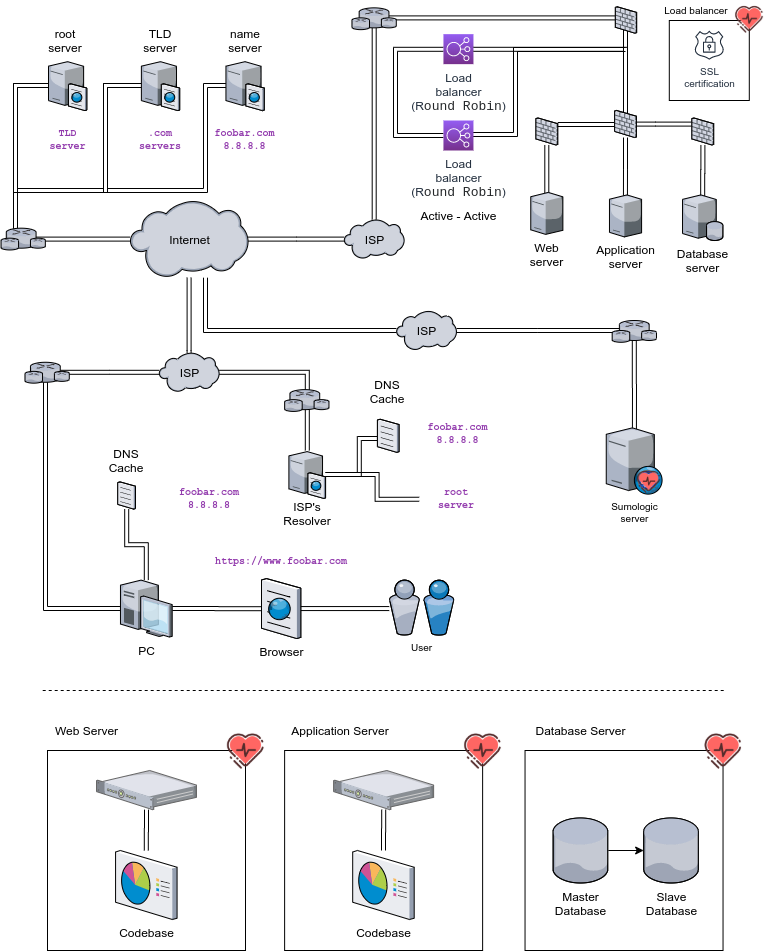 root
server
TLD
server
name
server
TLD
server
.com
servers
foobar.com
8.8.8.8
Load
balancer
(Round Robin)
Load
balancer
(Round Robin)
Active - Active
Load balancer
SSL
certification
Web
server
Application
server
Database
server
Internet
ISP
ISP
ISP
DNS
Cache
foobar.com
8.8.8.8
DNS
Cache
foobar.com
8.8.8.8
ISP's
Resolver
root
server
Sumologic
server
https://www.foobar.com
PC
Browser
User
Web Server
Codebase
Application Server
Codebase
Database Server
Master
Database
Slave
Database